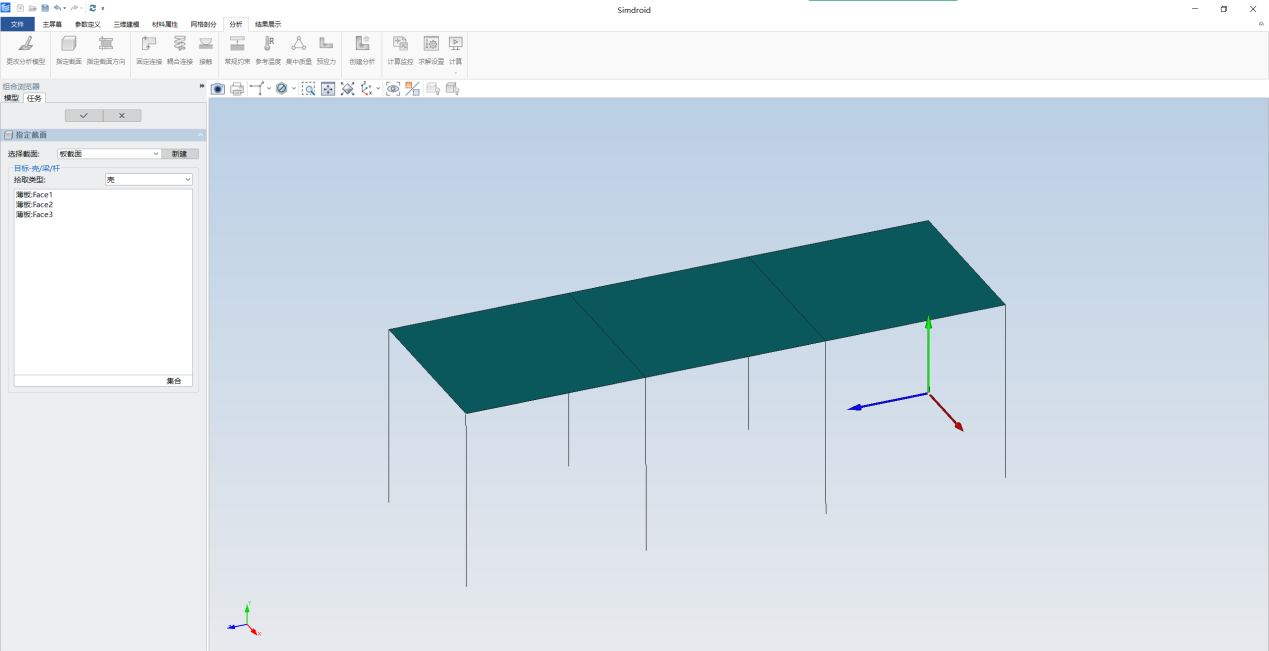 Simdroid
文件 主屏幕 参数定义 三维建模 材料属性 网格剖分 分析 结果展示
更改分析模型 指定截面 指定截面方向 固定连接 耦合连接 接触 常规约束 参考温度 集中质量 预应力 创建分析 计算监控 求解设置 计算
组合浏览器
模型 任务
指定截面
选择截面: 板截面 新建
目标-壳/梁/杆
拾取类型: 壳
薄板:Face1
薄板:Face2
薄板:Face3
集合
Y
Z
X